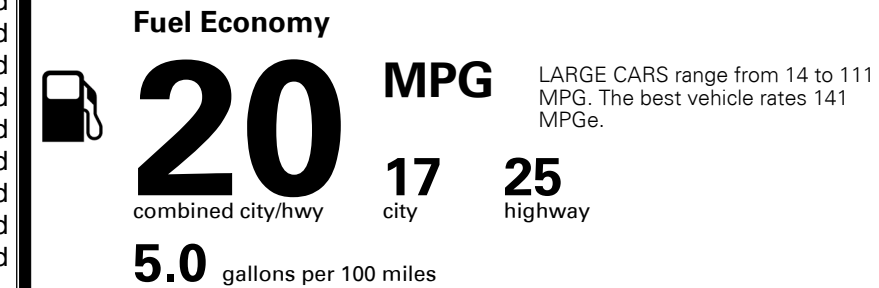 Fuel Economy
20
MPG
LARGE CARS range from 14 to 111
MPG. The best vehicle rates 141
MPGe.
17 25
combined city/hwy city highway
5.0 gallons per 100 miles